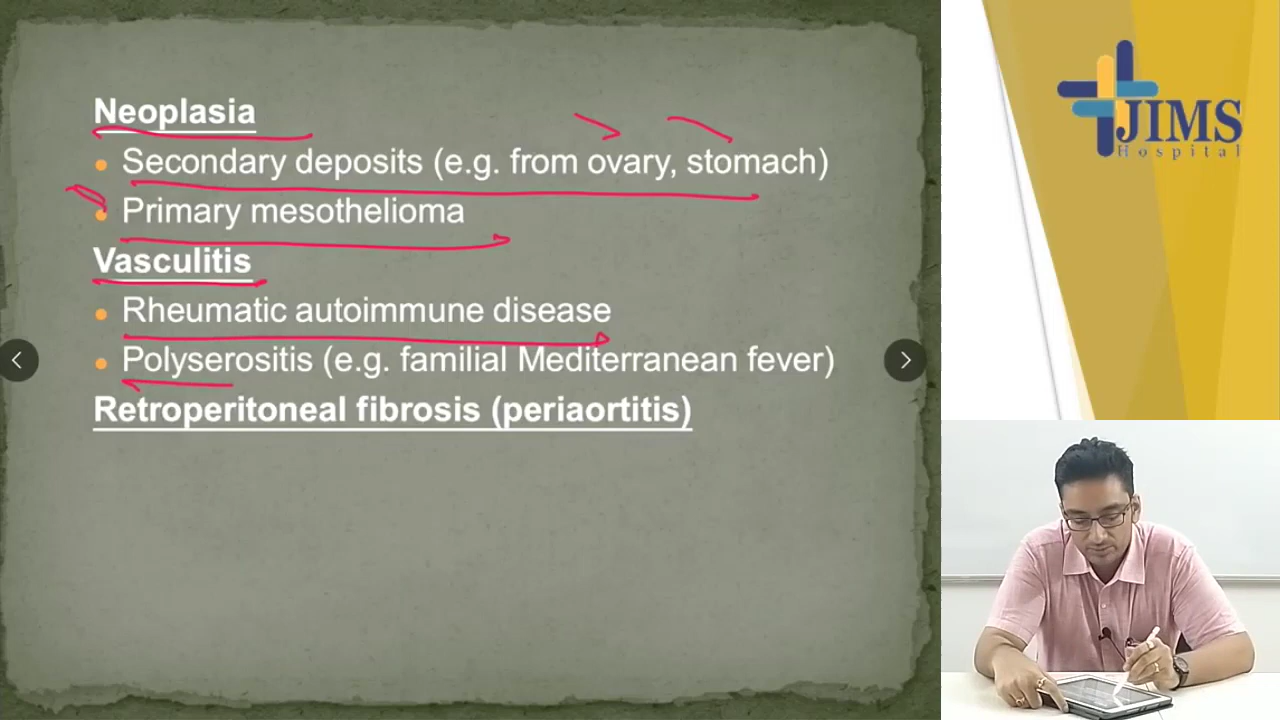 Neoplasia
• Secondary deposits (e.g. from ovary, stomach)
• Primary mesothelioma
Vasculitis
• Rheumatic autoimmune disease
• Polyserositis (e.g. familial Mediterranean fever)
Retroperitoneal fibrosis (periaortitis)
JIMS
Hospital